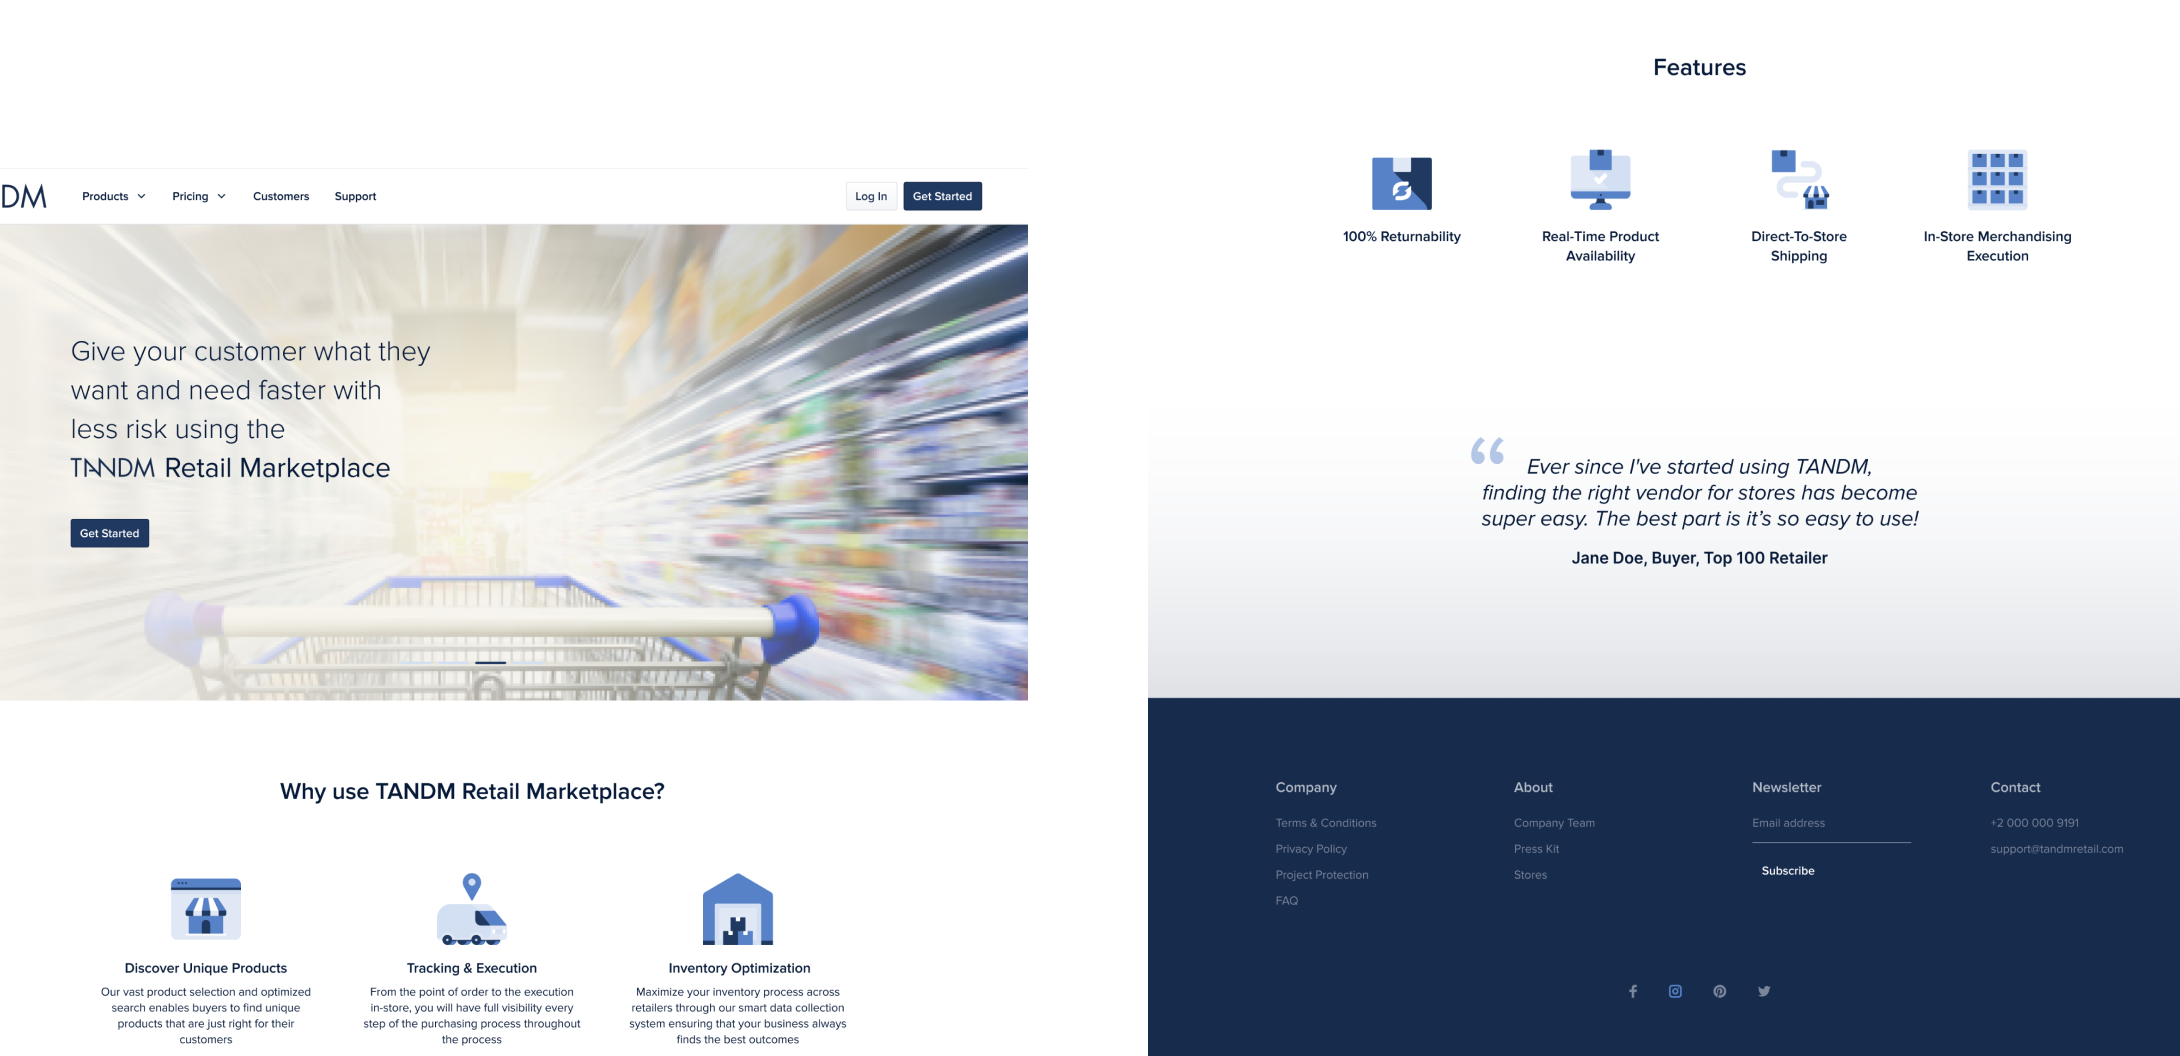 DM
Products
Pricing
Customers
Support
Log In
Get Started
Give your customer what they
want and need faster with
less risk using the
TANDM Retail Marketplace
Get Started
Why use TANDM Retail Marketplace?
Discover Unique Products
Our vast product selection and optimized
search enables buyers to find unique
products that are just right for their
customers
Tracking & Execution
From the point of order to the execution
in-store, you will have full visibility every
step of the purchasing process throughout
the process
Inventory Optimization
Maximize your inventory process across
retailers through our smart data collection
system ensuring that your business always
finds the best outcomes
Features
100% Returnability
Real-Time Product
Availability
Direct-To-Store
Shipping
In-Store Merchandising
Execution
“ Ever since I've started using TANDM,
finding the right vendor for stores has become
super easy. The best part is it’s so easy to use!
Jane Doe, Buyer, Top 100 Retailer
Company
Terms & Conditions
Privacy Policy
Project Protection
FAQ
About
Company Team
Press Kit
Stores
Newsletter
Email address
Subscribe
Contact
+2 000 000 9191
support@tandmretail.com